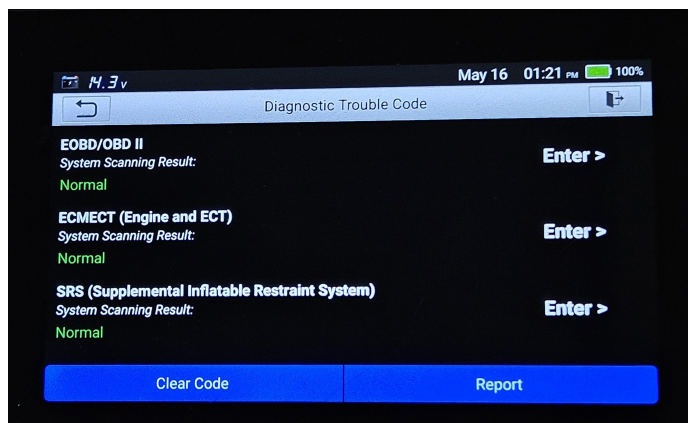 14.3 v
May 16 01:21 PM 100%
Diagnostic Trouble Code
EOBD/OBD II
System Scanning Result:
Enter >
Normal
ECMECT (Engine and ECT)
System Scanning Result:
Enter >
Normal
SRS (Supplemental Inflatable Restraint System)
System Scanning Result:
Enter >
Normal
Clear Code
Report